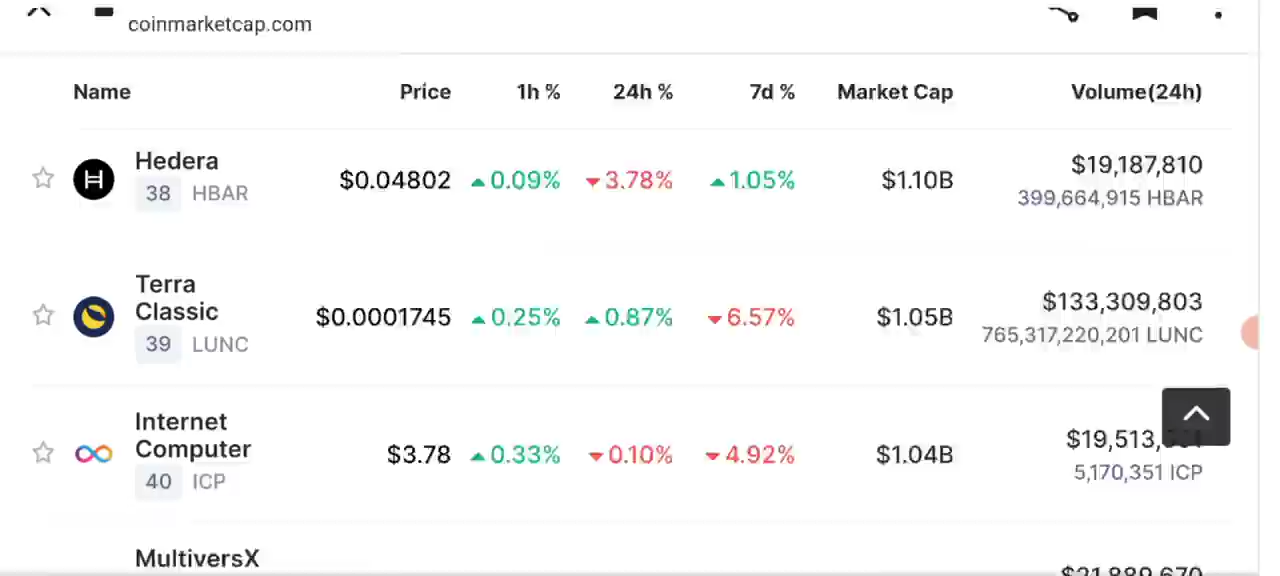 coinmarketcap.com
Name Price 1h % 24h % 7d % Market Cap Volume(24h)
Hedera
38 HBAR
$0.04802 0.09% 3.78% 1.05% $1.10B $19,187,810
399,664,915 HBAR
Terra
Classic
39 LUNC
$0.0001745 0.25% 0.87% 6.57% $1.05B $133,309,803
765,317,220,201 LUNC
Internet
Computer
40 ICP
$3.78 0.33% 0.10% 4.92% $1.04B
5,170,351 ICP
MultiversX
$21,889,670